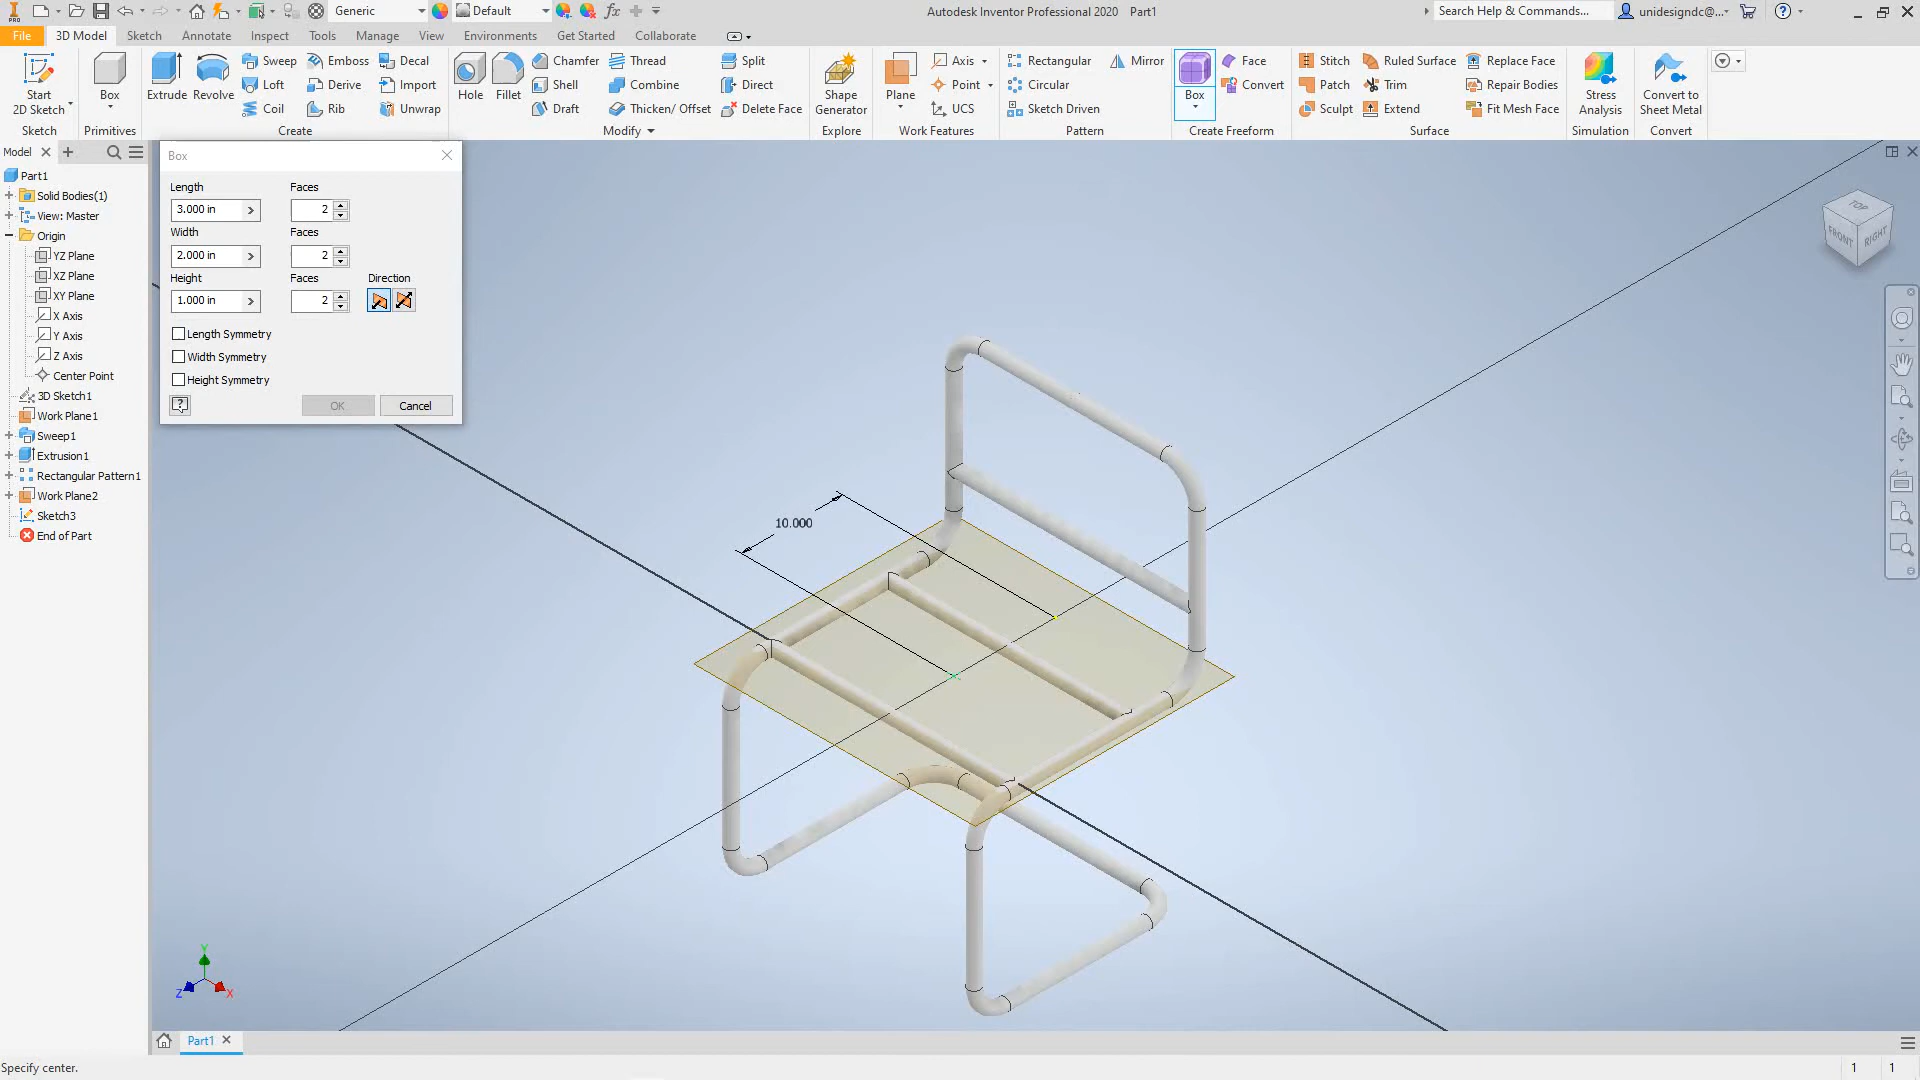 Generic
Default
fx
Autodesk Inventor Professional 2020 Part1
Search Help & Commands...
unidesigndc@...
File
3D Model
Sketch
Annotate
Inspect
Tools
Manage
View
Environments
Get Started
Collaborate
Start
2D Sketch
Sketch
Box
Primitives
Extrude
Revolve
Sweep
Loft
Coil
Emboss
Derive
Rib
Decal
Import
Unwrap
Create
Hole
Fillet
Chamfer
Shell
Draft
Thread
Combine
Thicken/ Offset
Split
Direct
Delete Face
Modify
Shape
Generator
Explore
Plane
Axis
Point
UCS
Work Features
Rectangular
Circular
Sketch Driven
Mirror
Pattern
Box
Face
Convert
Create Freeform
Stitch
Patch
Sculpt
Ruled Surface
Trim
Extend
Replace Face
Repair Bodies
Fit Mesh Face
Surface
Stress
Analysis
Simulation
Convert to
Sheet Metal
Convert
Model
Part1
Solid Bodies(1)
View: Master
Origin
YZ Plane
XZ Plane
XY Plane
X Axis
Y Axis
Z Axis
Center Point
3D Sketch1
Work Plane1
Sweep1
Extrusion1
Rectangular Pattern1
Work Plane2
Sketch3
End of Part
Box
Length
Faces
3.000 in
2
Width
Faces
2.000 in
2
Height
Faces
Direction
1.000 in
2
Length Symmetry
Width Symmetry
Height Symmetry
OK
Cancel
10.000
TOP
FRONT
RIGHT
Y
Z
X
Part1
Specify center.
1
1